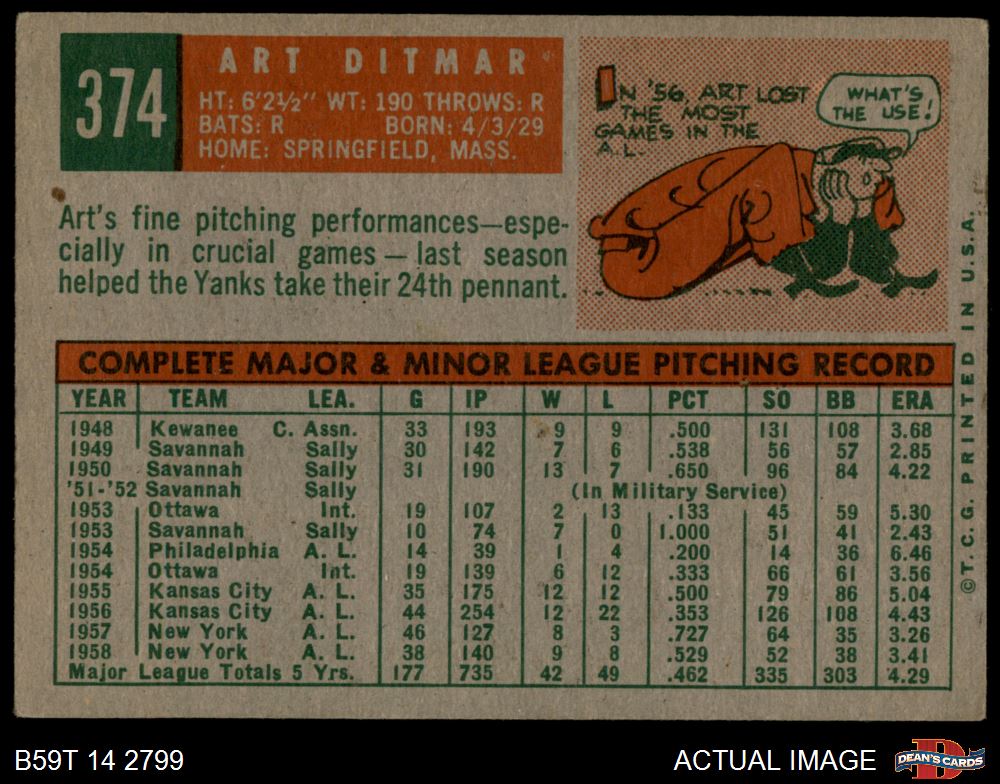 374
ART DITMAR
HT: 6'2½" WT: 190 THROWS: R
BATS: R BORN: 4/3/29
HOME: SPRINGFIELD, MASS.
IN '56, ART LOST
THE MOST
GAMES IN THE
A.L.
WHAT'S
THE USE!
Art's fine pitching performances—espe-
cially in crucial games — last season
helped the Yanks take their 24th pennant.
COMPLETE MAJOR & MINOR LEAGUE PITCHING RECORD
YEAR TEAM LEA. G IP W L PCT SO BB ERA
1948 Kewanee C. Assn. 33 193 9 9 .500 131 108 3.68
1949 Savannah Sally 30 142 7 6 .538 56 57 2.85
1950 Savannah Sally 31 190 13 7 .650 96 84 4.22
'51-'52 Savannah Sally (In Military Service)
1953 Ottawa Int. 19 107 2 13 .133 45 59 5.30
1953 Savannah Sally 10 74 7 0 1.000 51 41 2.43
1954 Philadelphia A. L. 14 39 1 4 .200 14 36 6.46
1954 Ottawa Int. 19 139 6 12 .333 66 61 3.56
1955 Kansas City A. L. 35 175 12 12 .500 79 86 5.04
1956 Kansas City A. L. 44 254 12 22 .353 126 108 4.43
1957 New York A. L. 46 127 8 3 .727 64 35 3.26
1958 New York A. L. 38 140 9 8 .529 52 38 3.41
Major League Totals 5 Yrs. 177 735 42 49 .462 335 303 4.29
©T. C. G. PRINTED IN U.S.A.
B59T 14 2799
ACTUAL IMAGE
D
DEAN'S CARDS